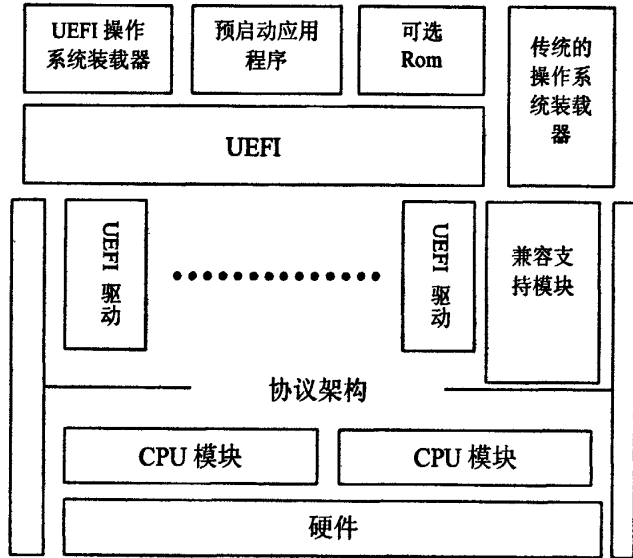 UEFI 操作
系统装载器
预启动应用
程序
可选
Rom
传统的
操作系
统装载
器
UEFI
UEFI 驱动
UEFI 驱动
兼容支
持模块
协议架构
CPU 模块
CPU 模块
硬件